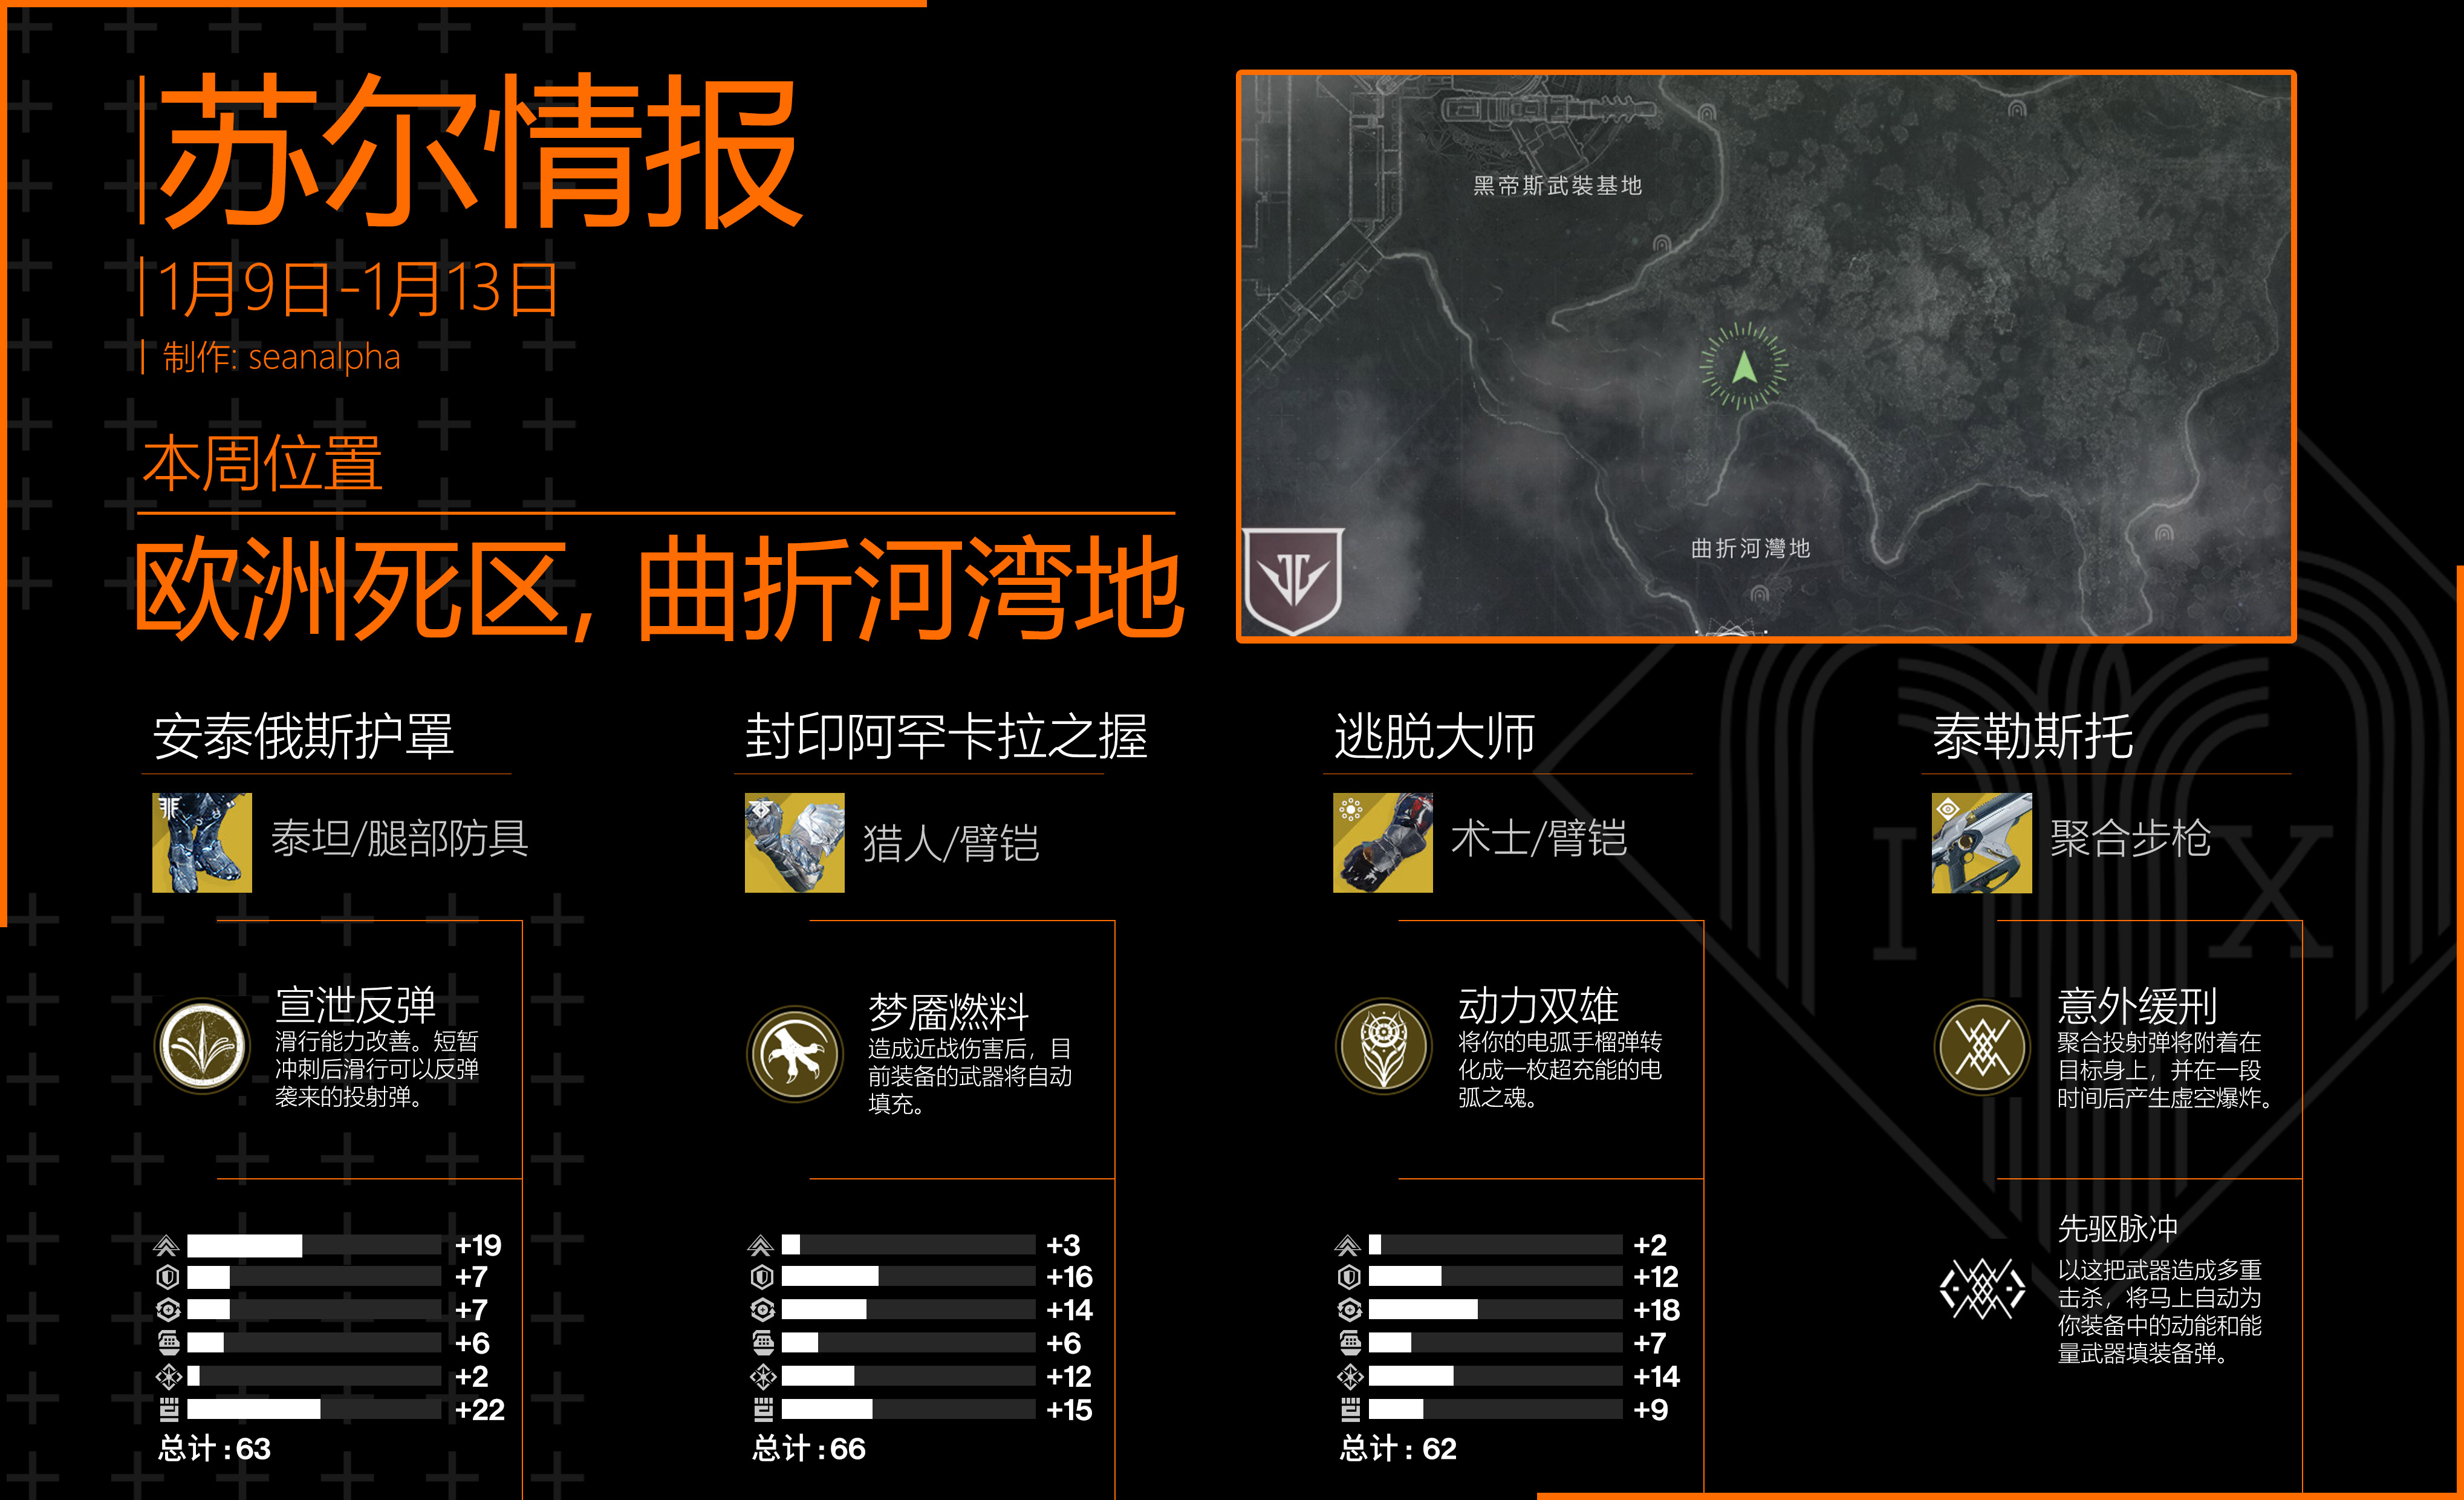 苏尔情报
1月9日-1月13日
制作: seanalpha
本周位置
欧洲死区, 曲折河湾地
黑帝斯武裝基地
曲折河灣地
安泰俄斯护罩
泰坦/腿部防具
宣泄反弹
滑行能力改善。短暂
冲刺后滑行可以反弹
袭来的投射弹。
+19
+7
+7
+6
+2
+22
总计:63
封印阿罕卡拉之握
猎人/臂铠
梦靥燃料
造成近战伤害后，目
前装备的武器将自动
填充。
+3
+16
+14
+6
+12
+15
总计:66
逃脱大师
术士/臂铠
动力双雄
将你的电弧手榴弹转
化成一枚超充能的电
弧之魂。
+2
+12
+18
+7
+14
+9
总计: 62
泰勒斯托
聚合步枪
意外缓刑
聚合投射弹将附着在
目标身上，并在一段
时间后产生虚空爆炸。
先驱脉冲
以这把武器造成多重
击杀，将马上自动为
你装备中的动能和能
量武器填装备弹。
I X